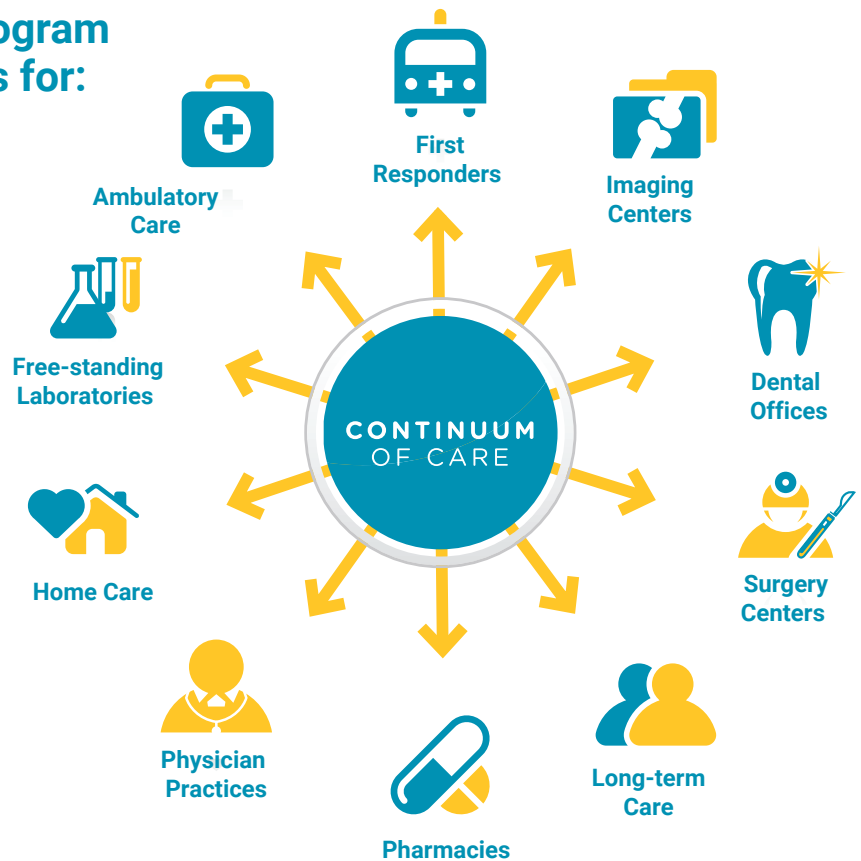 ogram
s for:
First
Responders
Imaging
Centers
Ambulatory
Care
Dental
Offices
Free-standing
Laboratories
CONTINUUM
OF CARE
Surgery
Centers
Home Care
Long-term
Care
Physician
Practices
Pharmacies